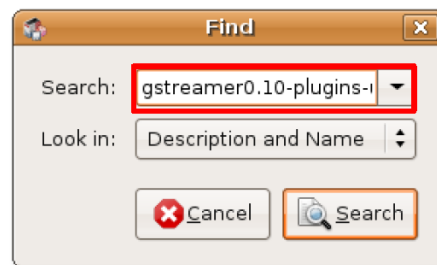 Find
Search: gstreamer0.10-plugins-
Look in: Description and Name
Cancel Search